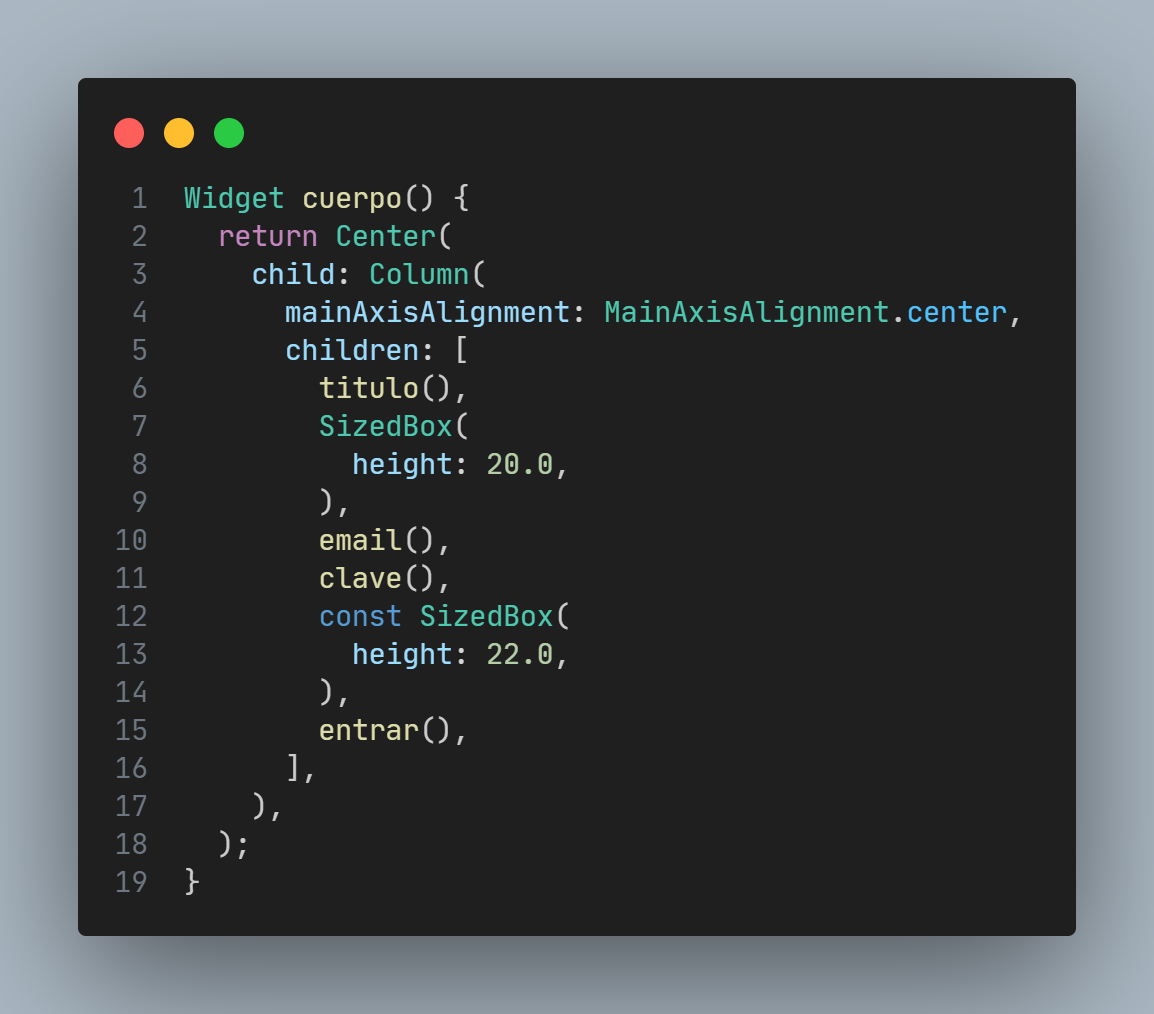 1 Widget cuerpo() {
2   return Center(
3     child: Column(
4       mainAxisAlignment: MainAxisAlignment.center,
5       children: [
6         titulo(),
7         SizedBox(
8           height: 20.0,
9         ),
10         email(),
11         clave(),
12         const SizedBox(
13           height: 22.0,
14         ),
15         entrar(),
16       ],
17     ),
18   );
19 }